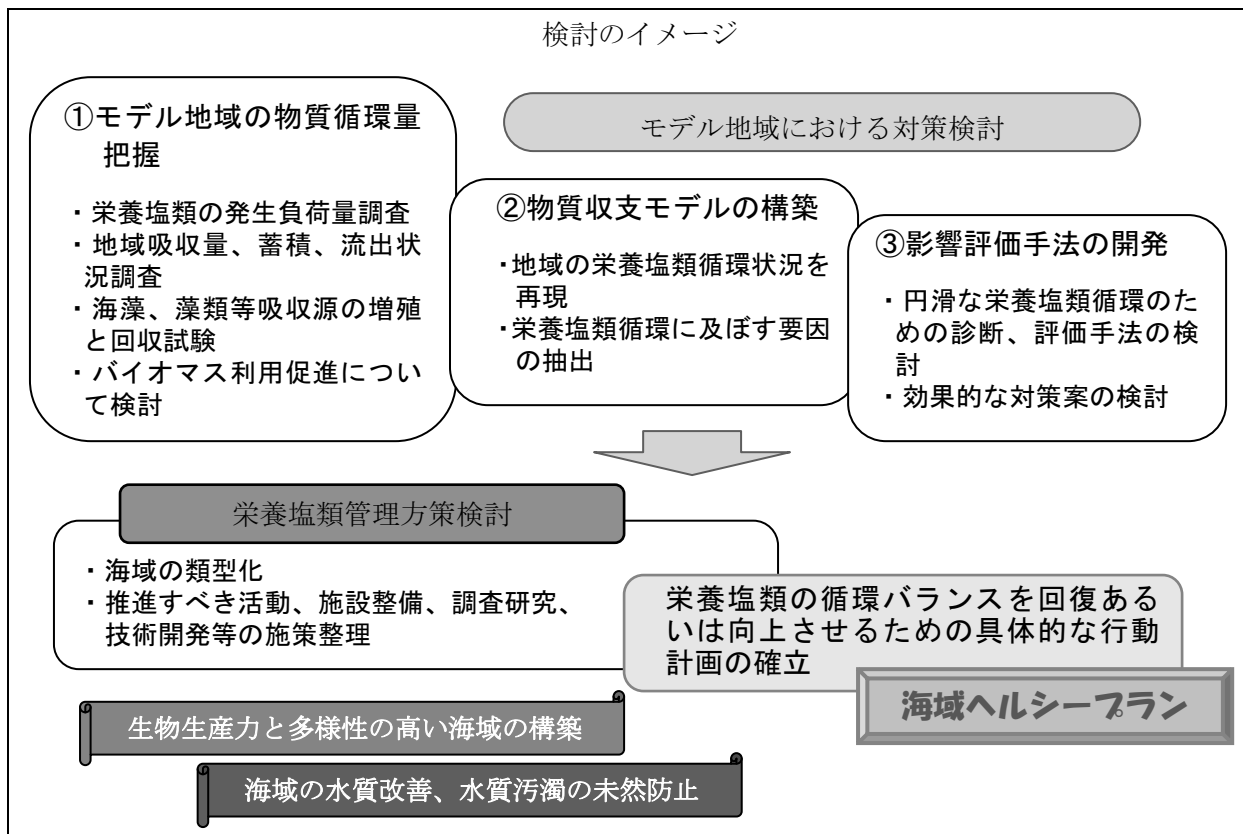 検討のイメージ
①モデル地域の物質循環量
把握
・栄養塩類の発生負荷量調査
・地域吸収量、蓄積、流出状
況調査
・海藻、藻類等吸収源の増殖
と回収試験
・バイオマス利用促進につい
て検討
モデル地域における対策検討
②物質収支モデルの構築
・地域の栄養塩類循環状況を
再現
・栄養塩類循環に及ぼす要因
の抽出
③影響評価手法の開発
・円滑な栄養塩類循環のた
めの診断、評価手法の検
討
・効果的な対策案の検討
栄養塩類管理方策検討
・海域の類型化
・推進すべき活動、施設整備、調査研究、
技術開発等の施策整理
栄養塩類の循環バランスを回復ある
いは向上させるための具体的な行動
計画の確立
海域ヘルシープラン
生物生産力と多様性の高い海域の構築
海域の水質改善、水質汚濁の未然防止